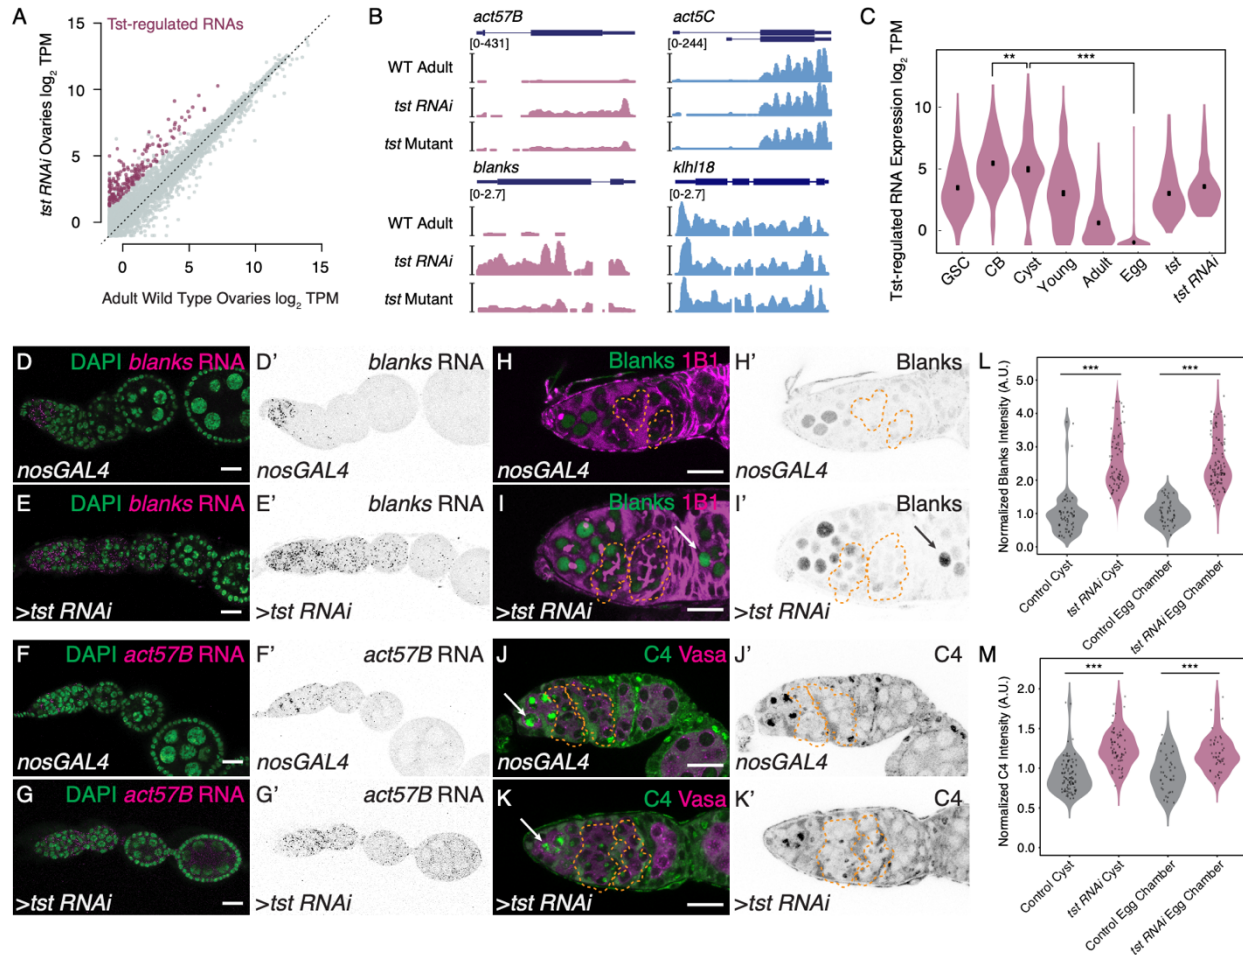 A
Tst-regulated RNAs
15
10
5
0
tst RNAi Ovaries log2 TPM
0
5
10
15
Adult Wild Type Ovaries log2 TPM
B
act57B
[0-431]
act5C
[0-244]
WT Adult
tst RNAi
tst Mutant
blanks
[0-2.7]
klhl18
[0-2.7]
WT Adult
tst RNAi
tst Mutant
C
**
***
Tst-regulated RNA Expression log2 TPM
10
5
0
GSC
CB
Cyst
Young
Adult
Egg
tst
tst RNAi
D
DAPI blanks RNA
nosGAL4
D'
blanks RNA
nosGAL4
H
Blanks 1B1
nosGAL4
H'
Blanks
nosGAL4
E
DAPI blanks RNA
>tst RNAi
E'
blanks RNA
>tst RNAi
I
Blanks 1B1
>tst RNAi
I'
Blanks
>tst RNAi
F
DAPI act57B RNA
nosGAL4
F'
act57B RNA
nosGAL4
J
C4 Vasa
nosGAL4
J'
C4
nosGAL4
G
DAPI act57B RNA
>tst RNAi
G'
act57B RNA
>tst RNAi
K
C4 Vasa
>tst RNAi
K'
C4
>tst RNAi
L
***
***
Normalized Blanks Intensity (A.U.)
5.0
4.0
3.0
2.0
1.0
0.0
Control Cyst
tst RNAi Cyst
Control Egg Chamber
tst RNAi Egg Chamber
M
***
***
Normalized C4 Intensity (A.U.)
2.0
1.5
1.0
0.5
0.0
Control Cyst
tst RNAi Cyst
Control Egg Chamber
tst RNAi Egg Chamber